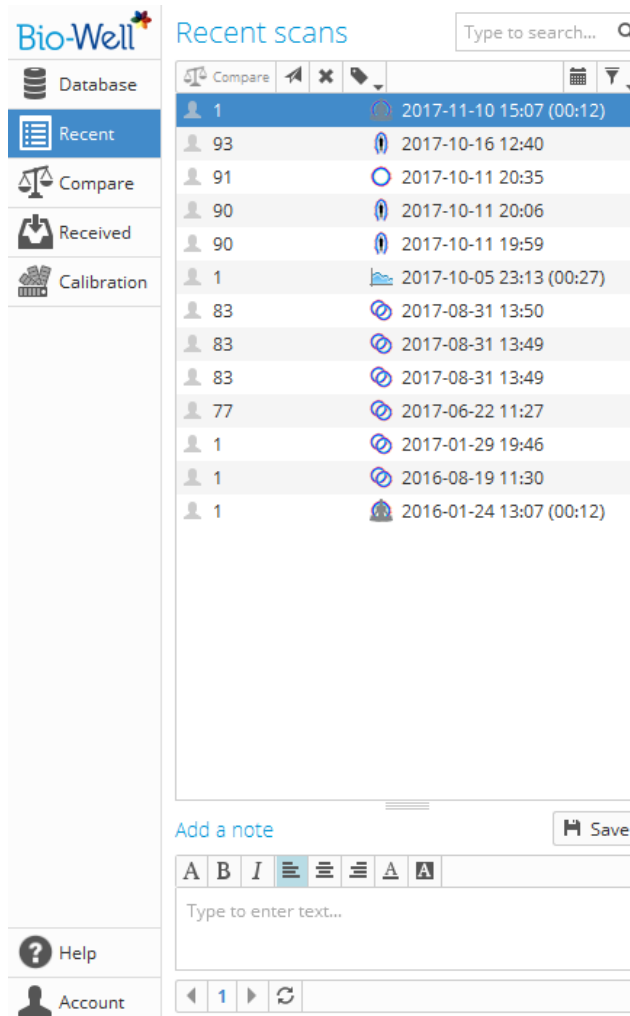 Bio-Well
Database
Recent
Compare
Received
Calibration
Help
Account
Recent scans
Type to search...
Compare
1 2017-11-10 15:07 (00:12)
93 2017-10-16 12:40
91 2017-10-11 20:35
90 2017-10-11 20:06
90 2017-10-11 19:59
1 2017-10-05 23:13 (00:27)
83 2017-08-31 13:50
83 2017-08-31 13:49
83 2017-08-31 13:49
77 2017-06-22 11:27
1 2017-01-29 19:46
1 2016-08-19 11:30
1 2016-01-24 13:07 (00:12)
Add a note
Save
A B I A A
Type to enter text...
1